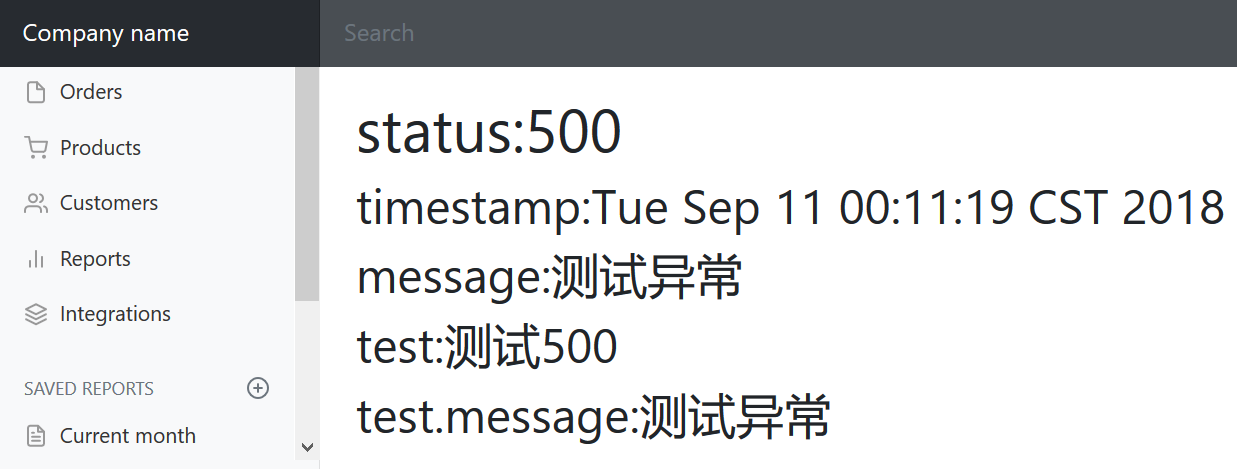 Company name
Search
Orders
Products
Customers
Reports
Integrations
SAVED REPORTS
Current month
status:500
timestamp:Tue Sep 11 00:11:19 CST 2018
message:测试异常
test:测试500
test.message:测试异常